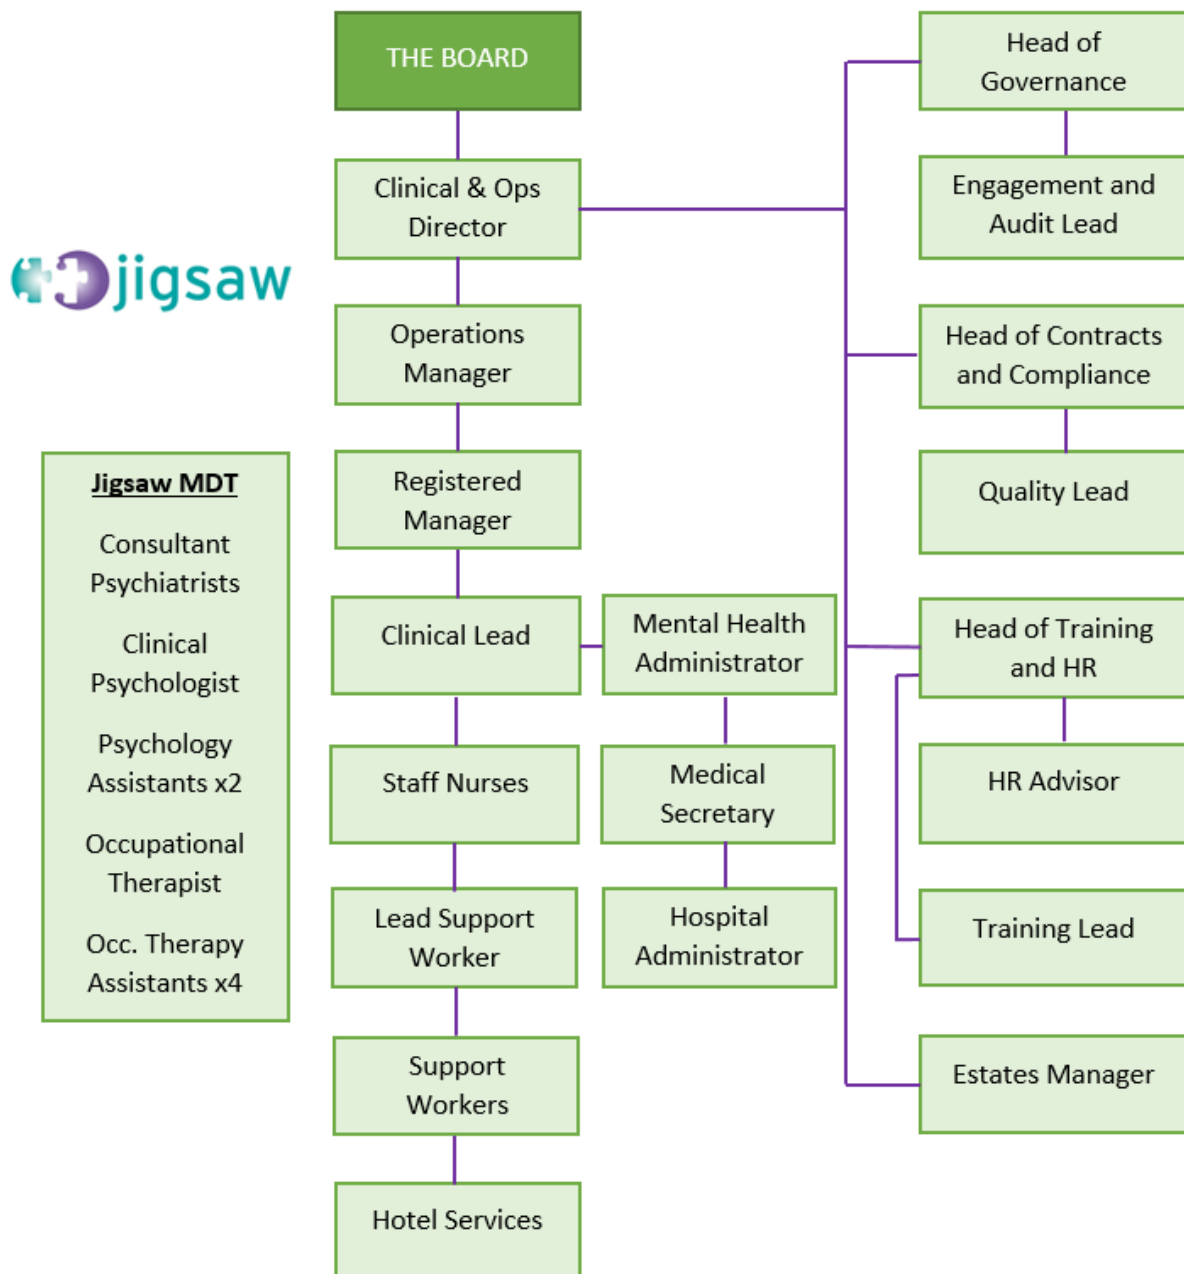 THE BOARD
Clinical & Ops
Director
Operations
Manager
Registered
Manager
Clinical Lead
Staff Nurses
Lead Support
Worker
Support
Workers
Hotel Services
Mental Health
Administrator
Medical
Secretary
Hospital
Administrator
Head of
Governance
Engagement and
Audit Lead
Head of Contracts
and Compliance
Quality Lead
Head of Training
and HR
HR Advisor
Training Lead
Estates Manager
jigsaw
Jigsaw MDT
Consultant
Psychiatrists
Clinical
Psychologist
Psychology
Assistants x2
Occupational
Therapist
Occ. Therapy
Assistants x4